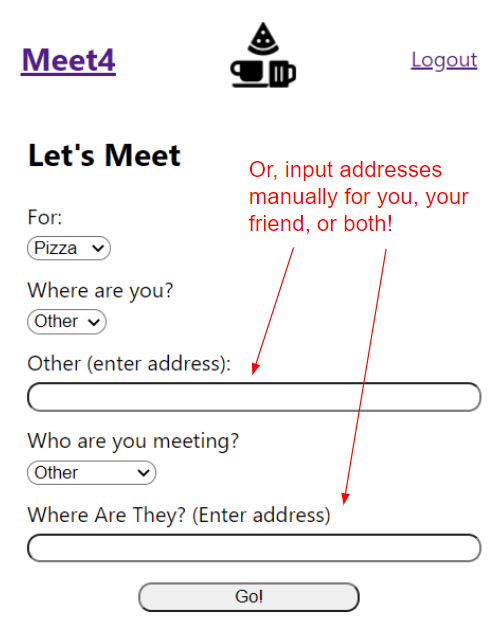 Meet4
Logout
Let's Meet
Or, input addresses
manually for you, your
friend, or both!
For:
Pizza
Where are you?
Other
Other (enter address):
Who are you meeting?
Other
Where Are They? (Enter address)
Go!